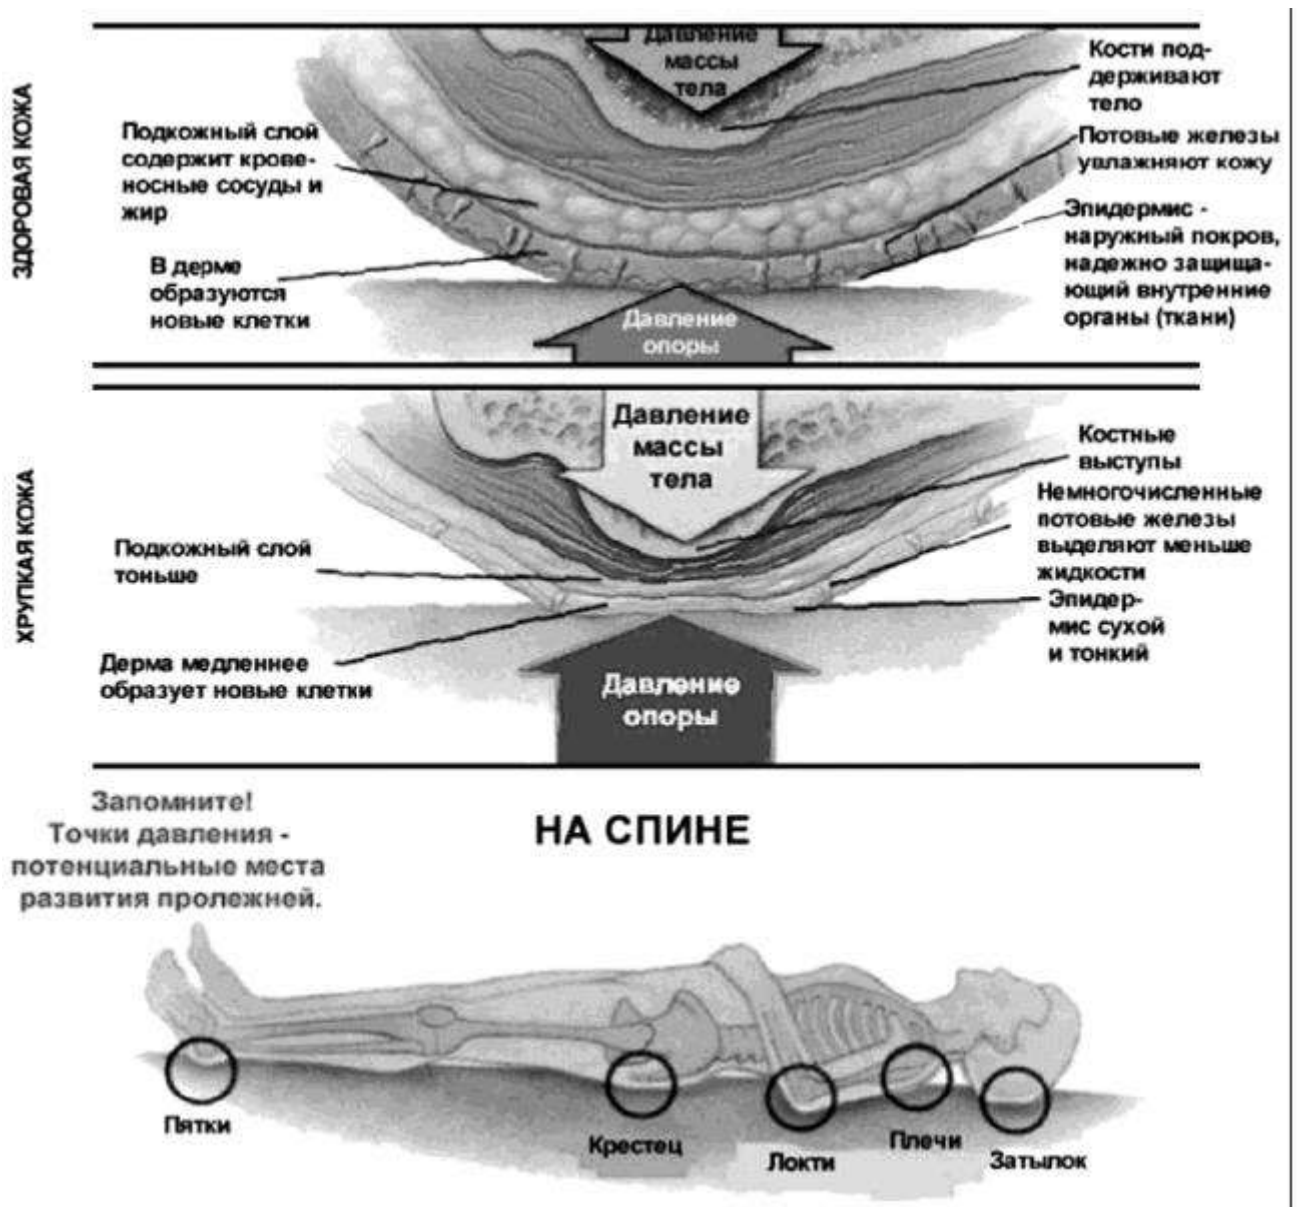 ЗДОРОВАЯ КОЖА
Давление
массы
тела
Подкожный слой
содержит крове-
носные сосуды и
жир
В дерме
образуются
новые клетки
Кости под-
держивают
тело
Потовые железы
увлажняют кожу
Эпидермис -
наружный покров,
надежно защища-
ющий внутренние
органы (ткани)
Давление
опоры
ХРУПКАЯ КОЖА
Давление
массы
тела
Подкожный слой
тоньше
Дерма медленнее
образует новые клетки
Костные
выступы
Немногочисленные
потовые железы
выделяют меньше
жидкости
Эпидер-
мис сухой
и тонкий
Давление
опоры
Запомните!
Точки давления -
потенциальные места
развития пролежней.
НА СПИНЕ
Пятки
Крестец
Локти
Плечи
Затылок